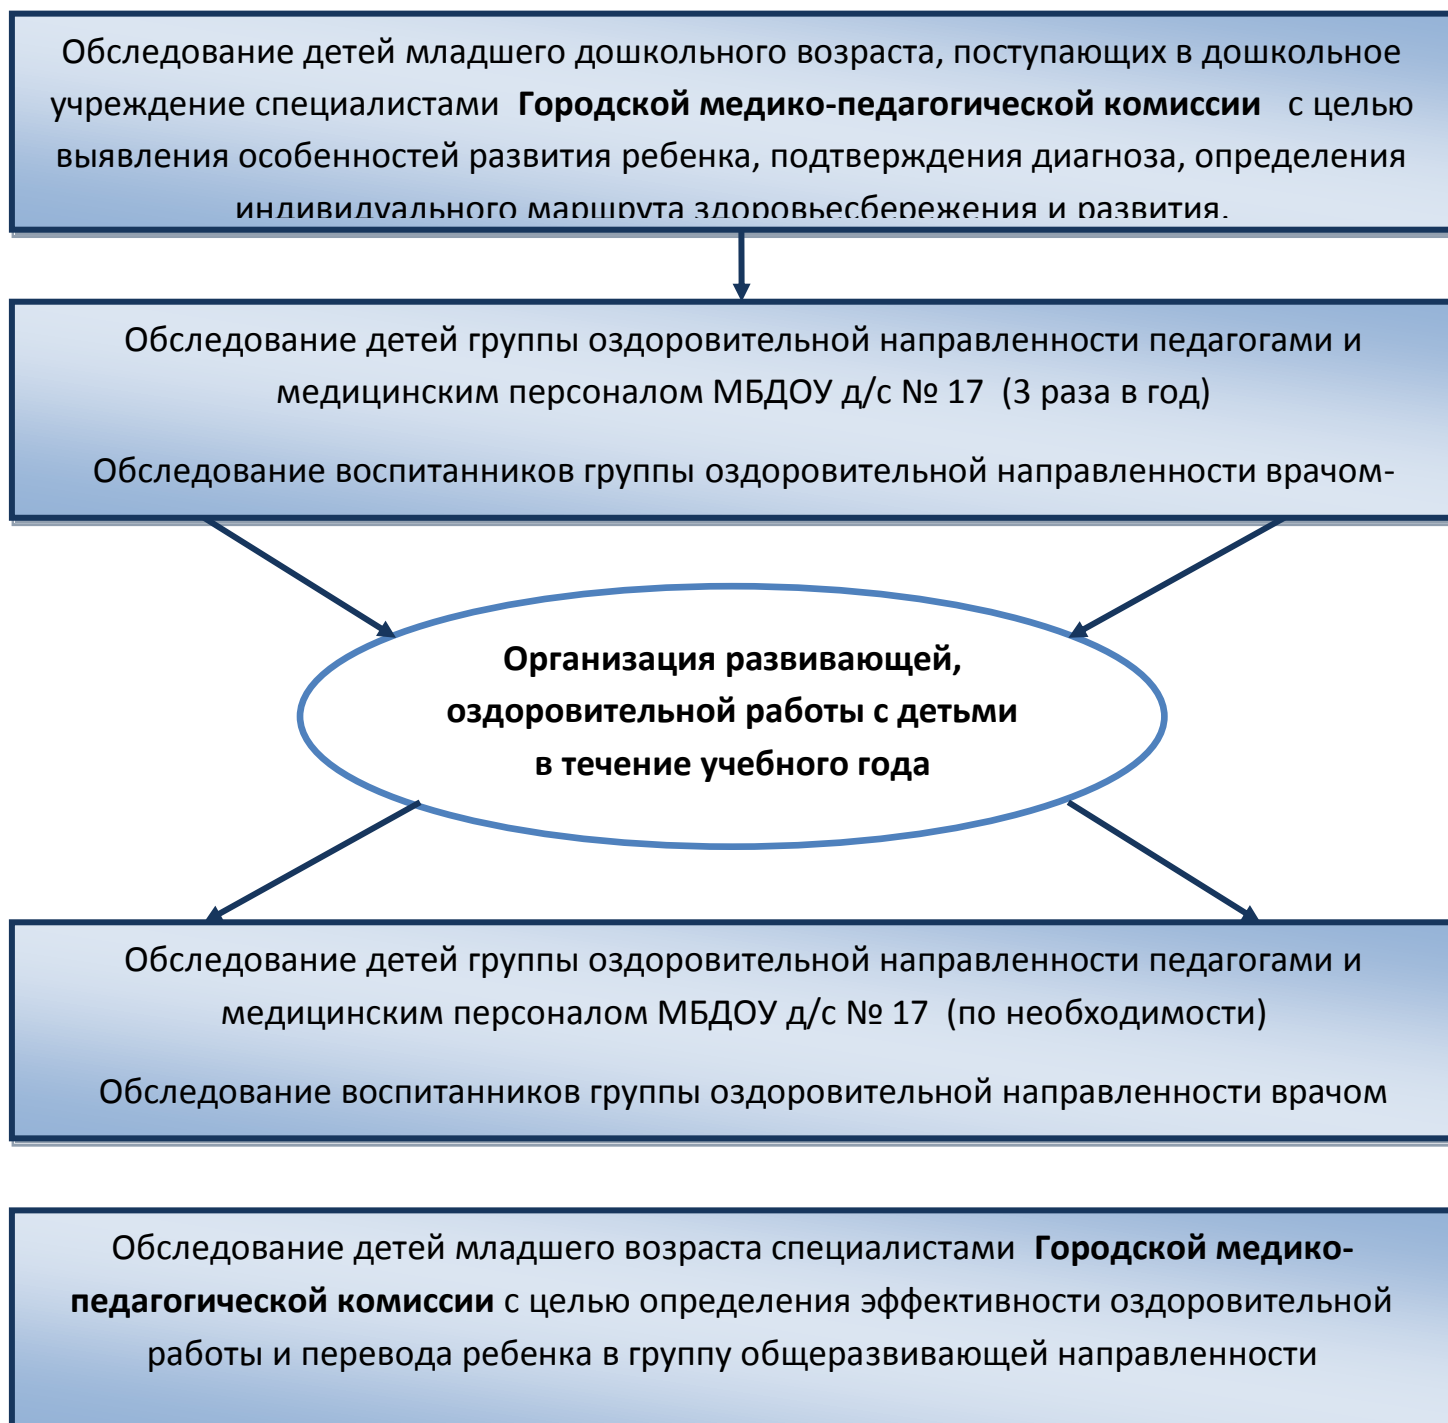 Обследование детей младшего дошкольного возраста, поступающих в дошкольное
учреждение специалистами Городской медико-педагогической комиссии с целью
выявления особенностей развития ребенка, подтверждения диагноза, определения
индивидуального маршрута здоровьесбережения и развития.
Обследование детей группы оздоровительной направленности педагогами и
медицинским персоналом МБДОУ д/с № 17 (3 раза в год)
Обследование воспитанников группы оздоровительной направленности врачом-
Организация развивающей,
оздоровительной работы с детьми
в течение учебного года
Обследование детей группы оздоровительной направленности педагогами и
медицинским персоналом МБДОУ д/с № 17 (по необходимости)
Обследование воспитанников группы оздоровительной направленности врачом
Обследование детей младшего возраста специалистами Городской медико-
педагогической комиссии с целью определения эффективности оздоровительной
работы и перевода ребенка в группу общеразвивающей направленности